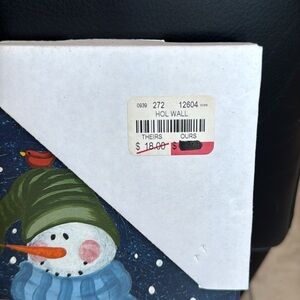 0939 272 12604
HOL WALL
THEIRS OURS
$ 18.00 $